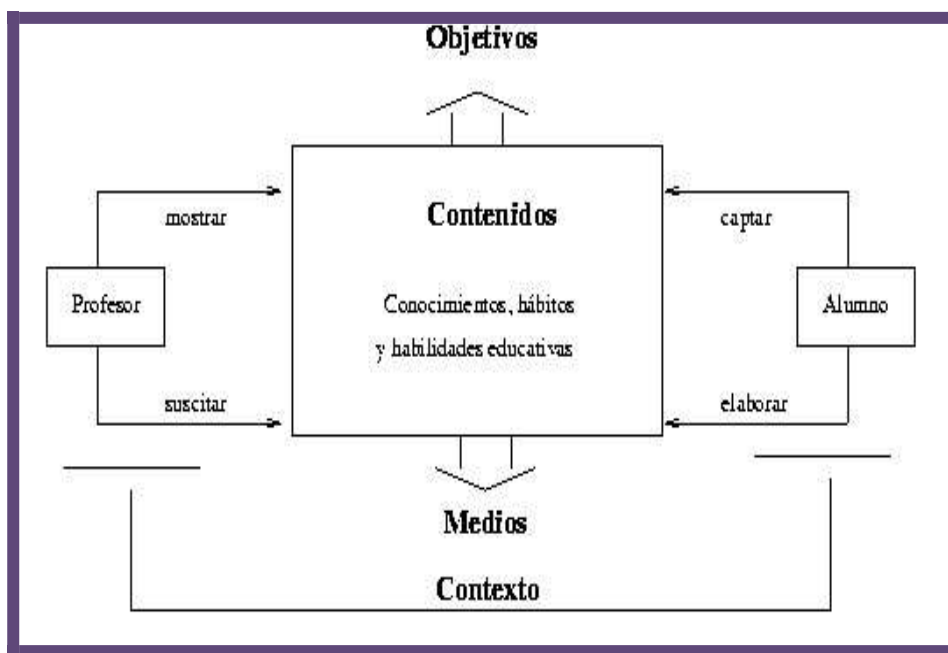 Objetivos
mostrar
Contenidos
captar
Profesor
Conocimientos, hábitos
y habilidades educativas
Alumno
suscitar
elaborar
Medios
Contexto